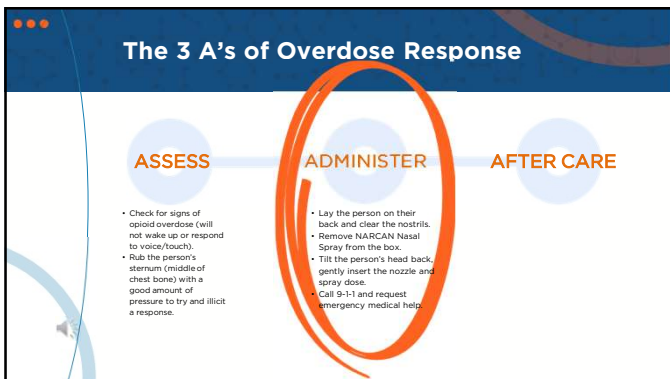 The 3 A's of Overdose Response
ASSESS
• Check for signs of
opioid overdose (will
not wake up or respond
to voice/touch).
• Rub the person's
sternum (middle of
chest bone) with a
good amount of
pressure to try and illicit
a response.
ADMINISTER
• Lay the person on their
back and clear the nostrils.
• Remove NARCAN Nasal
Spray from the box.
• Tilt the person's head back,
gently insert the nozzle and
spray dose.
• Call 9-1-1 and request
emergency medical help.
AFTER CARE